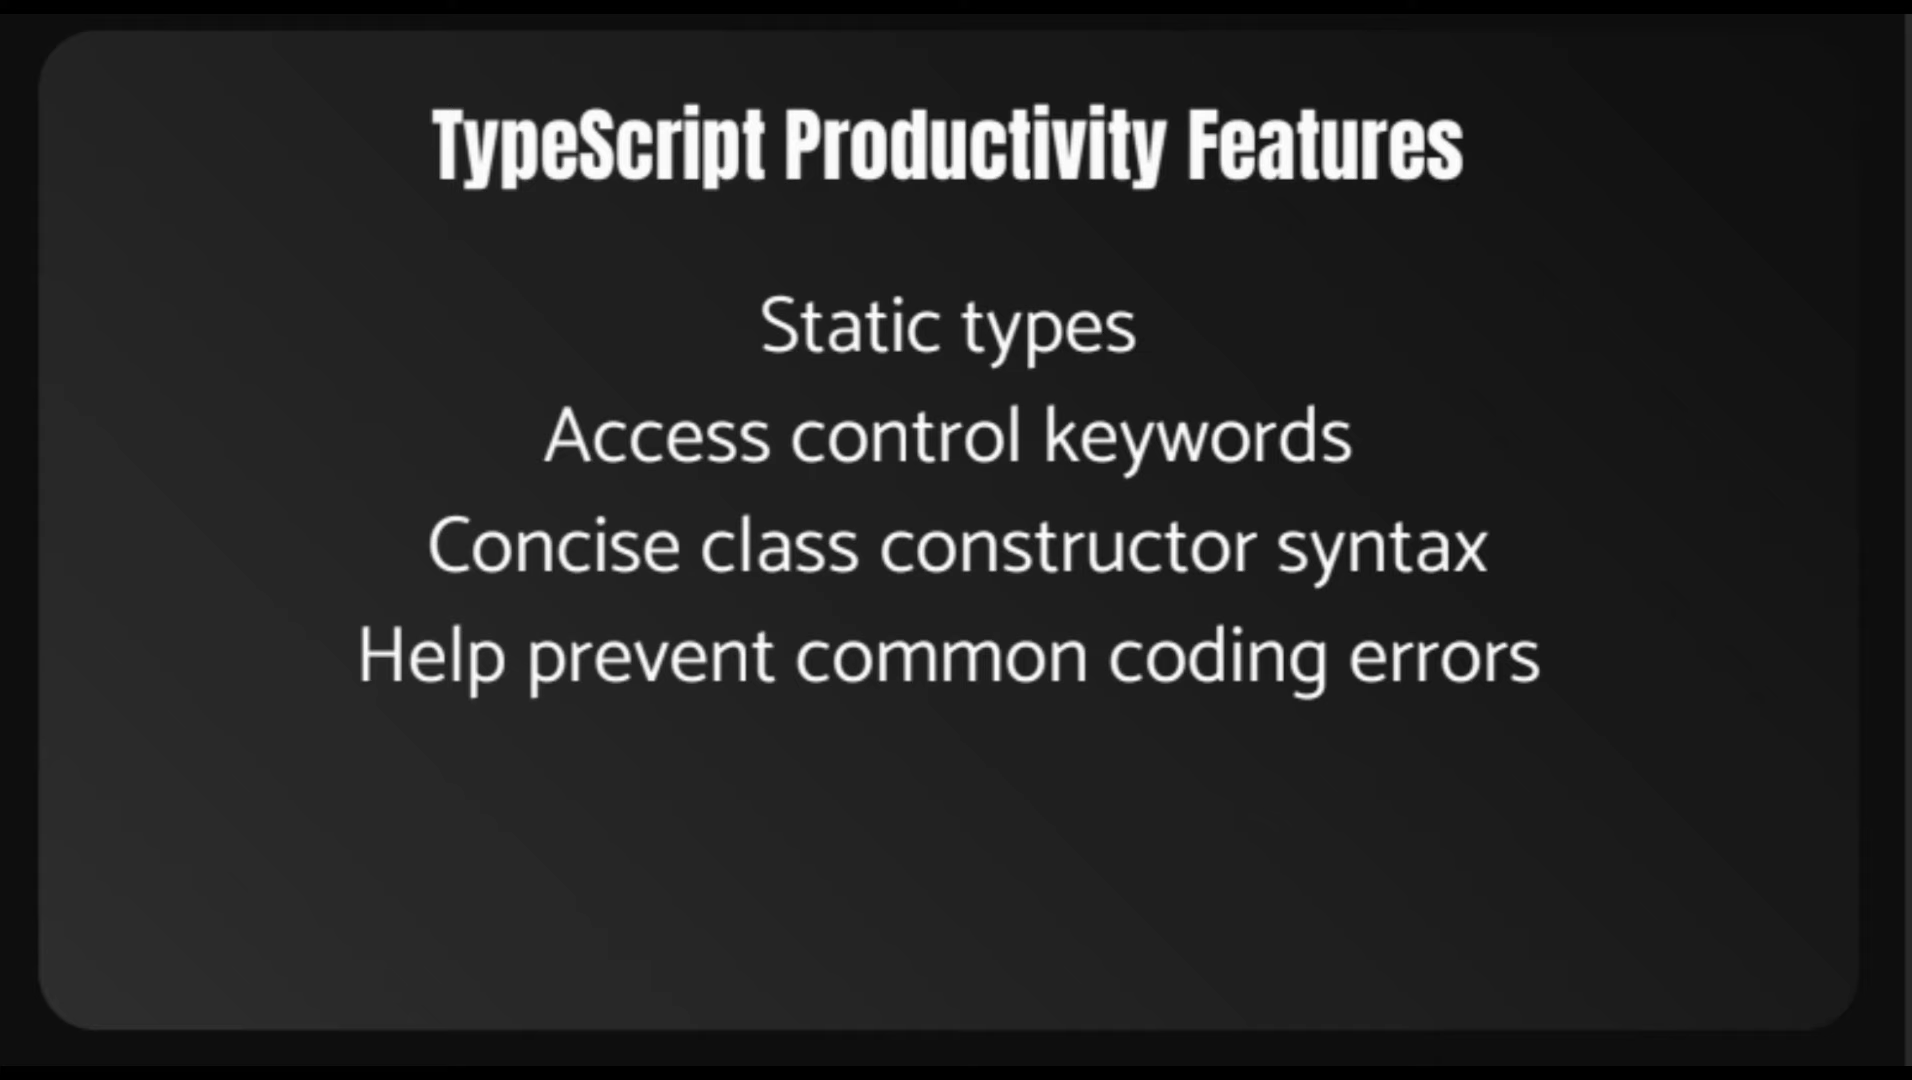 TypeScript Productivity Features
Static types
Access control keywords
Concise class constructor syntax
Help prevent common coding errors